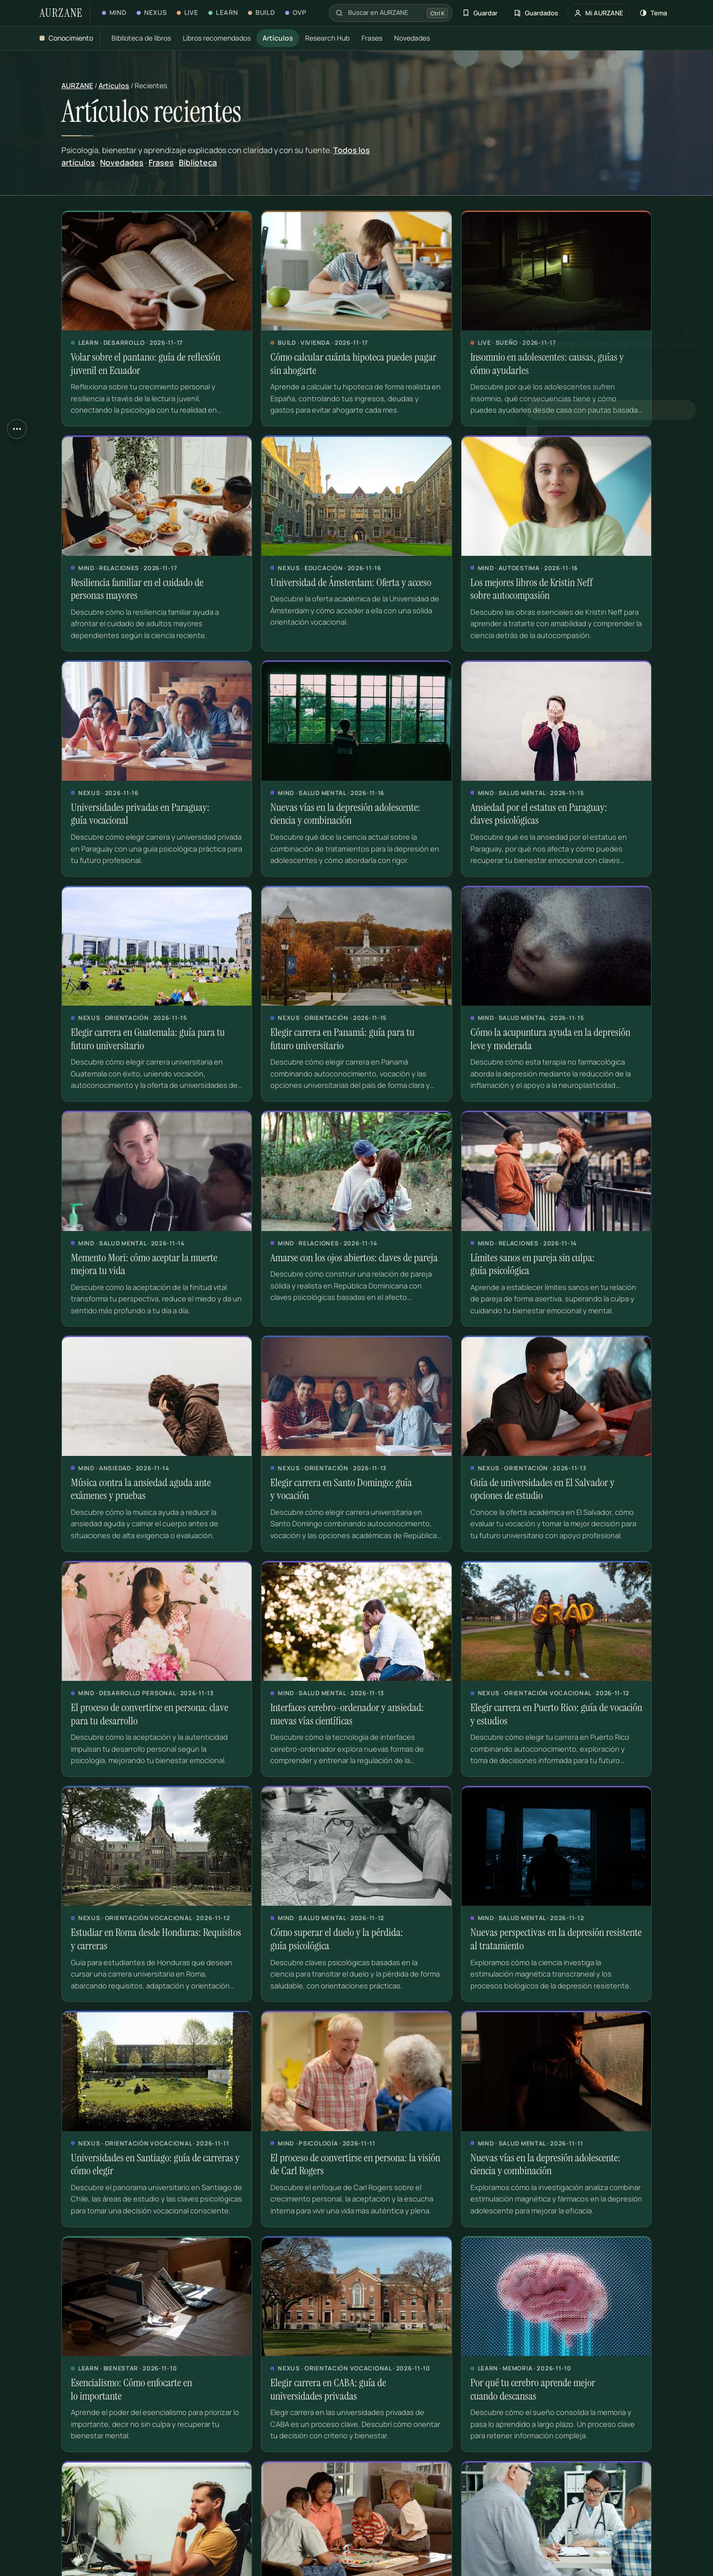 AURZANE MIND NEXUS LIVE LEARN BUILD OVP Buscar en AURZANE Ctrl K Guardar Guardados Mi AURZANE Tema
Conocimiento Biblioteca de libros Libros recomendados Artículos Research Hub Frases Novedades
AURZANE / Artículos / Recientes
Artículos recientes
Psicología, bienestar y aprendizaje explicados con claridad y con su fuente. Todos los
artículos · Novedades · Frases · Biblioteca
LEARN · DESARROLLO · 2026-11-17
Volar sobre el pantano: guía de reflexión
juvenil en Ecuador
Reflexiona sobre tu crecimiento personal y
resiliencia a través de la lectura juvenil,
conectando la psicología con tu realidad en...
BUILD · VIVIENDA · 2026-11-17
Cómo calcular cuánta hipoteca puedes pagar
sin ahogarte
Aprende a calcular tu hipoteca de forma realista en
España, controlando tus ingresos, deudas y
gastos para evitar ahogarte cada mes.
LIVE · SUEÑO · 2026-11-17
Insomnio en adolescentes: causas, guías y
cómo ayudarles
Descubre por qué los adolescentes sufren
insomnio, qué consecuencias tiene y cómo
puedes ayudarles desde casa con pautas basada...
MIND · RELACIONES · 2026-11-17
Resiliencia familiar en el cuidado de
personas mayores
Descubre cómo la resiliencia familiar ayuda a
afrontar el cuidado de adultos mayores
dependientes según la ciencia reciente.
NEXUS · EDUCACIÓN · 2026-11-16
Universidad de Ámsterdam: Oferta y acceso
Descubre la oferta académica de la Universidad de
Ámsterdam y cómo acceder a ella con una sólida
orientación vocacional.
MIND · AUTOESTIMA · 2026-11-16
Los mejores libros de Kristin Neff
sobre autocompasión
Descubre las obras esenciales de Kristin Neff para
aprender a tratarte con amabilidad y comprender la
ciencia detrás de la autocompasión.
NEXUS · 2026-11-16
Universidades privadas en Paraguay:
guía vocacional
Descubre cómo elegir carrera y universidad privada
en Paraguay con una guía psicológica práctica para
tu futuro profesional.
MIND · SALUD MENTAL · 2026-11-16
Nuevas vías en la depresión adolescente:
ciencia y combinación
Descubre qué dice la ciencia actual sobre la
combinación de tratamientos para la depresión en
adolescentes y cómo abordarla con rigor.
MIND · SALUD MENTAL · 2026-11-15
Ansiedad por el estatus en Paraguay:
claves psicológicas
Descubre qué es la ansiedad por el estatus en
Paraguay, por qué nos afecta y cómo puedes
recuperar tu bienestar emocional con claves...
NEXUS · ORIENTACIÓN · 2026-11-15
Elegir carrera en Guatemala: guía para tu
futuro universitario
Descubre cómo elegir carrera universitaria en
Guatemala con éxito, uniendo vocación,
autoconocimiento y la oferta de universidades de...
NEXUS · ORIENTACIÓN · 2026-11-15
Elegir carrera en Panamá: guía para tu
futuro universitario
Descubre cómo elegir carrera en Panamá
combinando autoconocimiento, vocación y las
opciones universitarias del país de forma clara y...
MIND · SALUD MENTAL · 2026-11-15
Cómo la acupuntura ayuda en la depresión
leve y moderada
Descubre cómo esta terapia no farmacológica
aborda la depresión mediante la reducción de la
inflamación y el apoyo a la neuroplasticidad...
MIND · SALUD MENTAL · 2026-11-14
Memento Mori: cómo aceptar la muerte
mejora tu vida
Descubre cómo la aceptación de la finitud vital
transforma tu perspectiva, reduce el miedo y da un
sentido más profundo a tu día a día.
MIND · RELACIONES · 2026-11-14
Amarse con los ojos abiertos: claves de pareja
Descubre cómo construir una relación de pareja
sólida y realista en República Dominicana con
claves psicológicas basadas en el afecto...
MIND · RELACIONES · 2026-11-14
Límites sanos en pareja sin culpa:
guía psicológica
Aprende a establecer límites sanos en tu relación
de pareja de forma asertiva, superando la culpa y
cuidando tu bienestar emocional y mental.
MIND · ANSIEDAD · 2026-11-14
Música contra la ansiedad aguda ante
exámenes y pruebas
Descubre cómo la música ayuda a reducir la
ansiedad aguda y calmar el cuerpo antes de
situaciones de alta exigencia o evaluación.
NEXUS · ORIENTACIÓN · 2026-11-13
Elegir carrera en Santo Domingo: guía
y vocación
Descubre cómo elegir carrera universitaria en
Santo Domingo combinando autoconocimiento,
vocación y las opciones académicas de República...
NEXUS · ORIENTACIÓN · 2026-11-13
Guía de universidades en El Salvador y
opciones de estudio
Conoce la oferta académica en El Salvador, cómo
evaluar tu vocación y tomar la mejor decisión para
tu futuro universitario con apoyo profesional.
GRAD
MIND · DESARROLLO PERSONAL · 2026-11-13
El proceso de convertirse en persona: clave
para tu desarrollo
Descubre cómo la aceptación y la autenticidad
impulsan tu desarrollo personal según la
psicología, mejorando tu bienestar emocional.
MIND · SALUD MENTAL · 2026-11-13
Interfaces cerebro-ordenador y ansiedad:
nuevas vías científicas
Descubre cómo la tecnología de interfaces
cerebro-ordenador explora nuevas formas de
comprender y entrenar la regulación de la...
NEXUS · ORIENTACIÓN VOCACIONAL · 2026-11-12
Elegir carrera en Puerto Rico: guía de vocación
y estudios
Descubre cómo elegir tu carrera en Puerto Rico
combinando autoconocimiento, exploración y
toma de decisiones informada para tu futuro...
NEXUS · ORIENTACIÓN VOCACIONAL · 2026-11-12
Estudiar en Roma desde Honduras: Requisitos
y carreras
Guía para estudiantes de Honduras que desean
cursar una carrera universitaria en Roma,
abarcando requisitos, adaptación y orientación...
MIND · SALUD MENTAL · 2026-11-12
Cómo superar el duelo y la pérdida:
guía psicológica
Descubre claves psicológicas basadas en la
ciencia para transitar el duelo y la pérdida de forma
saludable, con orientaciones prácticas.
MIND · SALUD MENTAL · 2026-11-12
Nuevas perspectivas en la depresión resistente
al tratamiento
Exploramos cómo la ciencia investiga la
estimulación magnética transcraneal y los
procesos biológicos de la depresión resistente.
NEXUS · ORIENTACIÓN VOCACIONAL · 2026-11-11
Universidades en Santiago: guía de carreras y
cómo elegir
Descubre el panorama universitario en Santiago de
Chile, las áreas de estudio y las claves psicológicas
para tomar una decisión vocacional consciente.
MIND · PSICOLOGÍA · 2026-11-11
El proceso de convertirse en persona: la visión
de Carl Rogers
Descubre el enfoque de Carl Rogers sobre el
crecimiento personal, la aceptación y la escucha
interna para vivir una vida más auténtica y plena.
MIND · SALUD MENTAL · 2026-11-11
Nuevas vías en la depresión adolescente:
ciencia y combinación
Exploramos cómo la investigación analiza combinar
estimulación magnética y fármacos en la depresión
adolescente para mejorar la eficacia.
LEARN · BIENESTAR · 2026-11-10
Esencialismo: Cómo enfocarte en
lo importante
Aprende el poder del esencialismo para priorizar lo
importante, decir no sin culpa y recuperar tu
bienestar mental.
NEXUS · ORIENTACIÓN VOCACIONAL · 2026-11-10
Elegir carrera en CABA: guía de
universidades privadas
Elegir carrera en las universidades privadas de
CABA es un proceso clave. Descubrí cómo orientar
tu decisión con criterio y bienestar.
LEARN · MEMORIA · 2026-11-10
Por qué tu cerebro aprende mejor
cuando descansas
Descubre cómo el sueño consolida la memoria y
pasa lo aprendido a largo plazo. Un proceso clave
para retener información compleja.